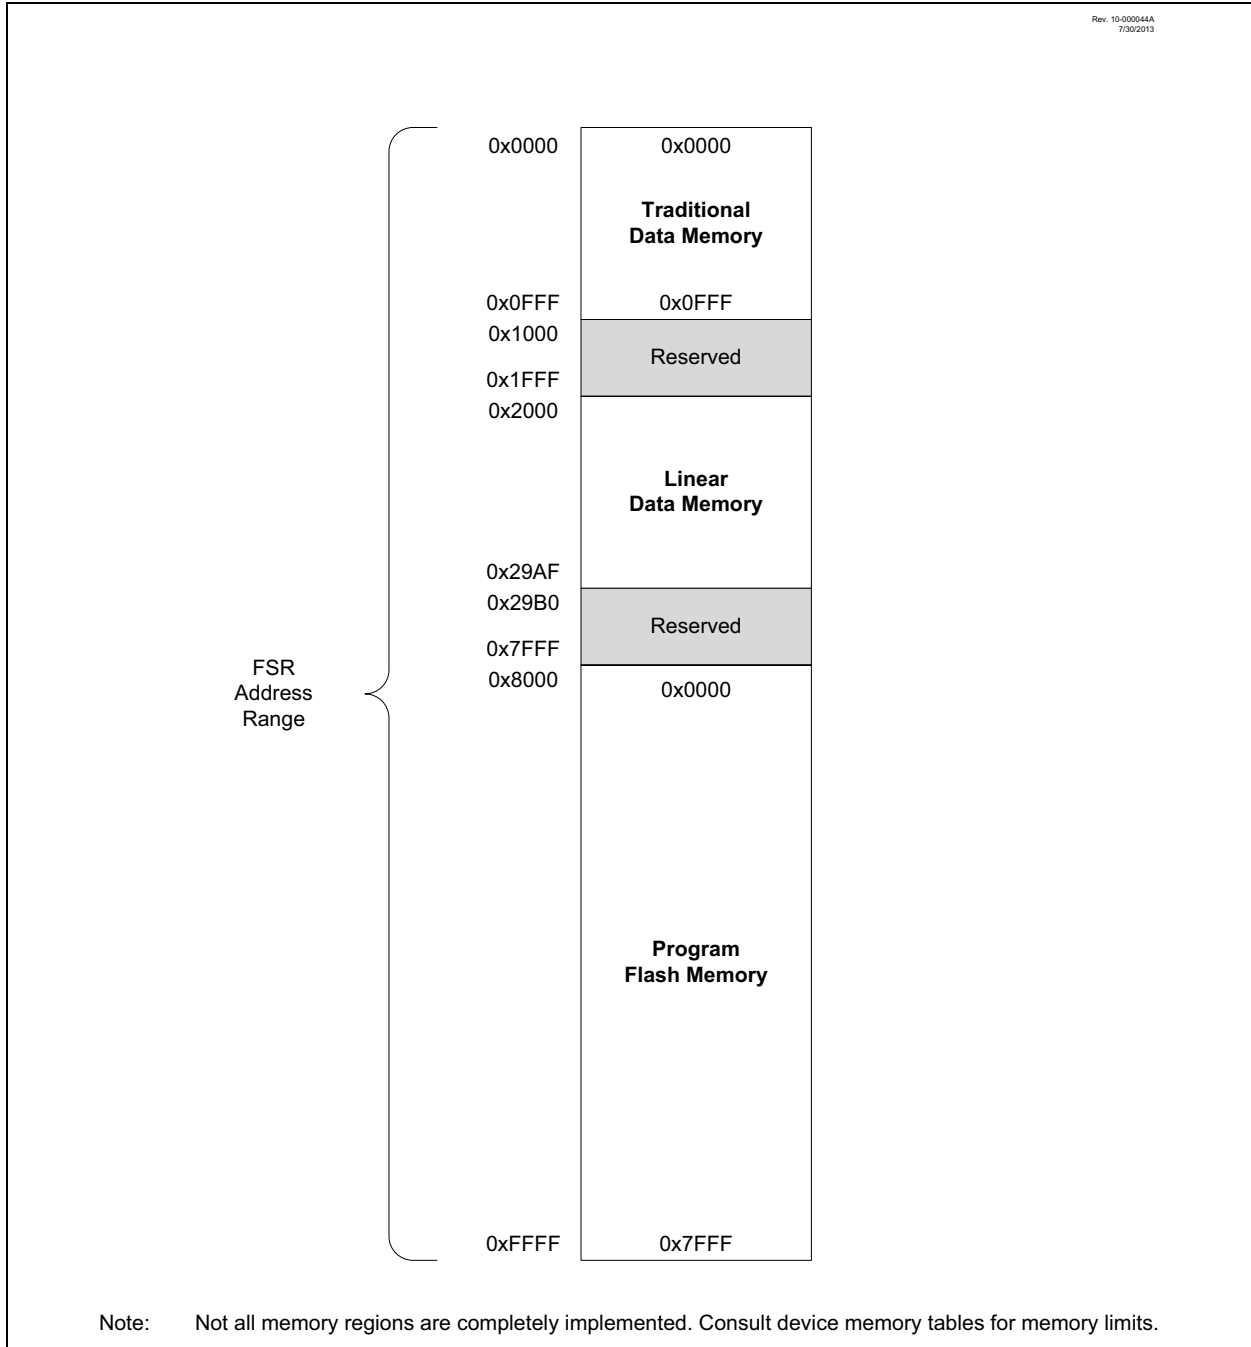 Rev. 10-000044A
7/30/2013
0x0000
0x0000
Traditional
Data Memory
0x0FFF
0x0FFF
0x1000
Reserved
0x1FFF
0x2000
Linear
Data Memory
0x29AF
0x29B0
Reserved
0x7FFF
FSR
Address
Range
0x8000
0x0000
Program
Flash Memory
0xFFFF
0x7FFF
Note: Not all memory regions are completely implemented. Consult device memory tables for memory limits.